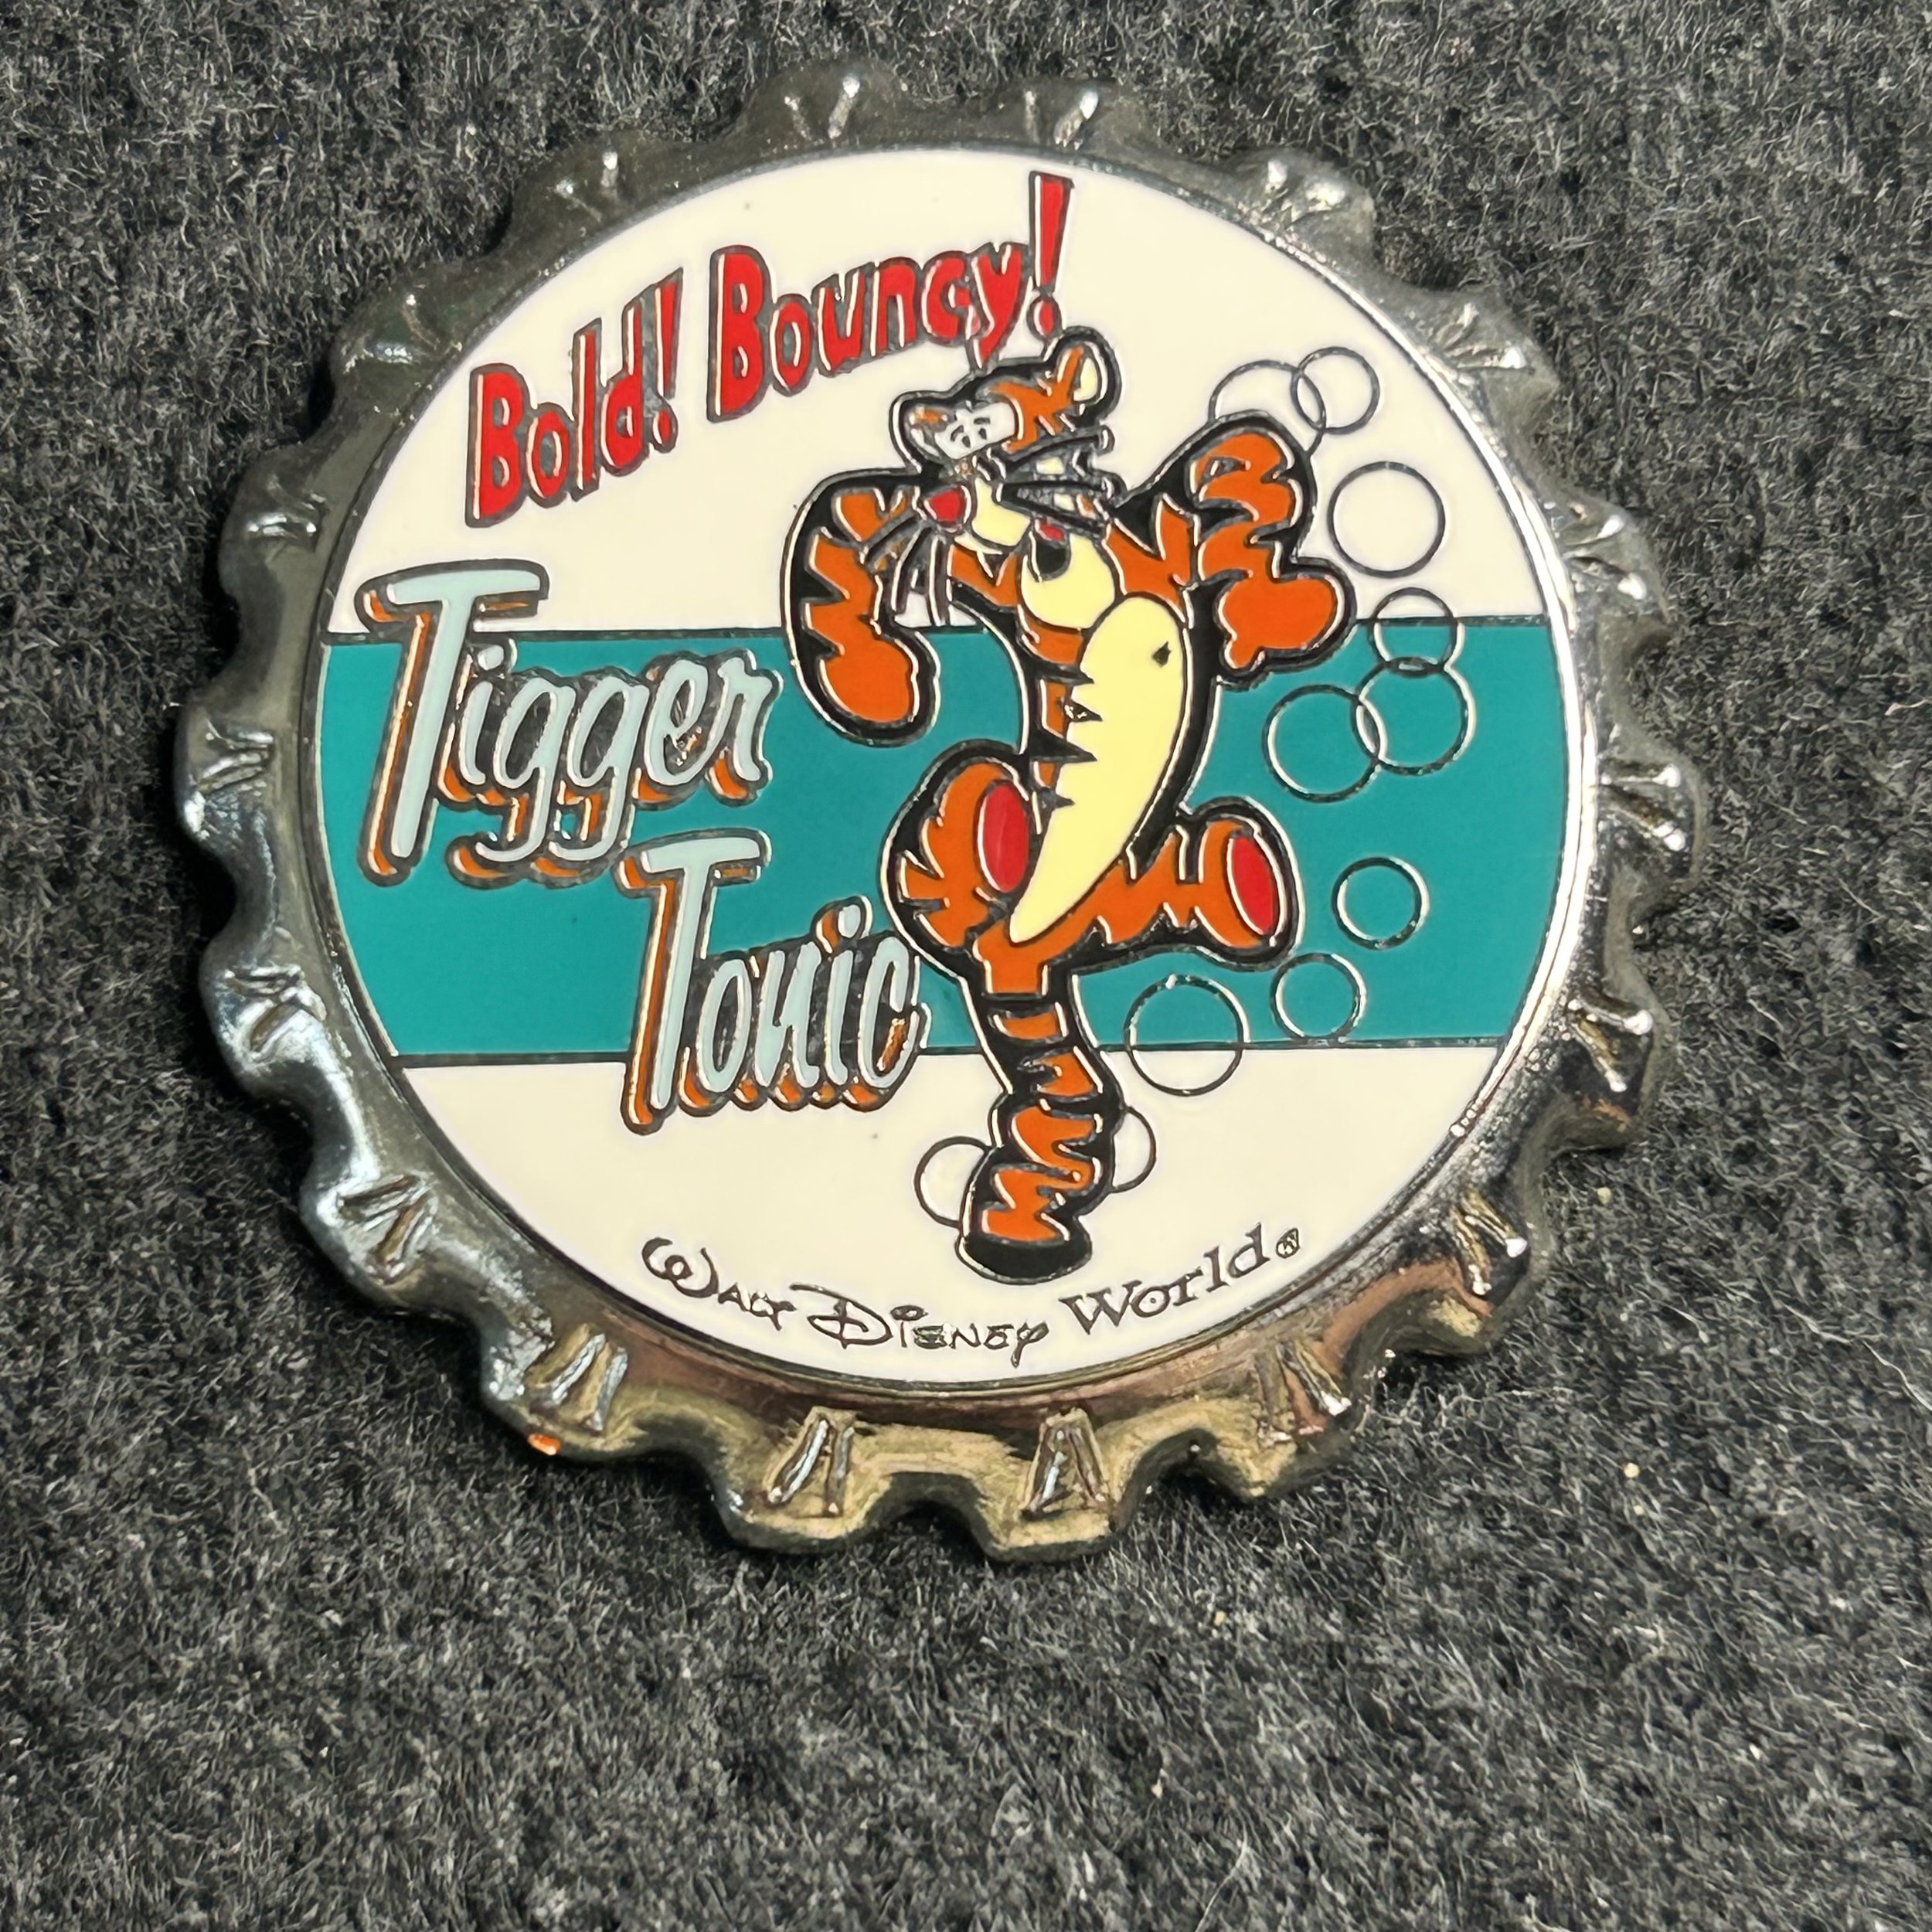 Bold! Bouncy!
Tigger
Tonic
Walt Disney World®